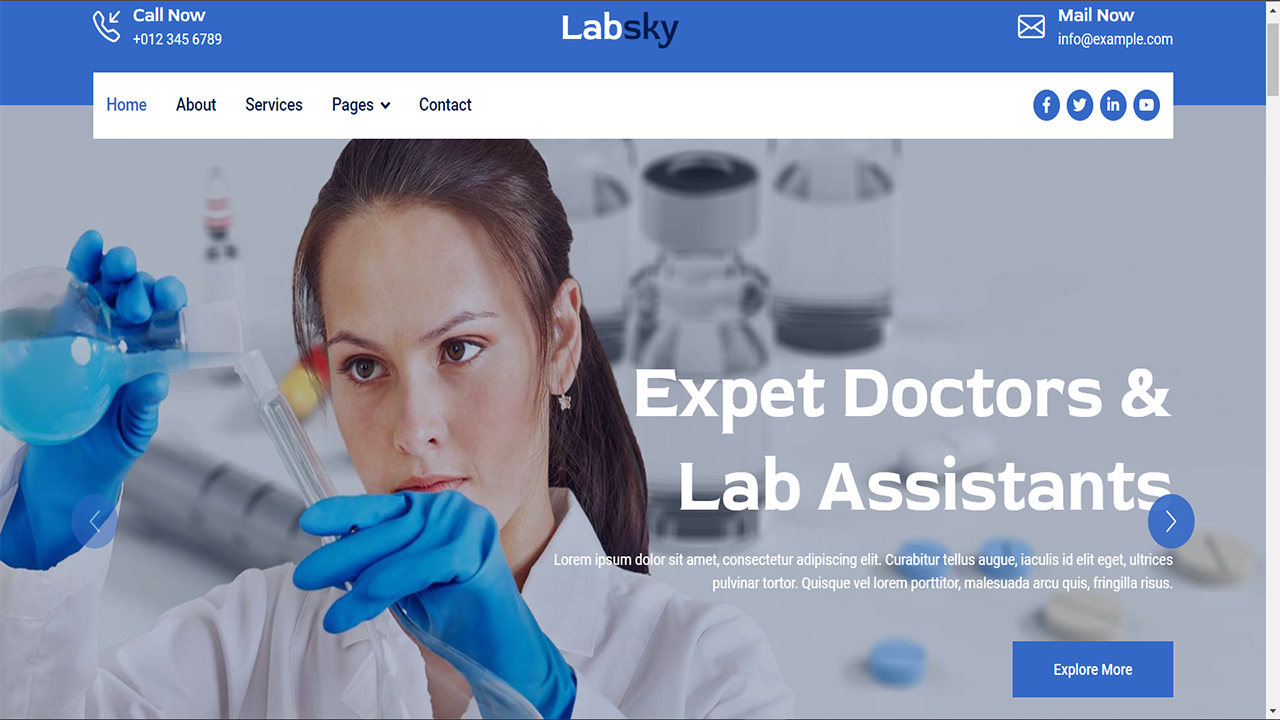 Call Now
+012 345 6789
Labsky
Mail Now
info@example.com
Home About Services Pages Contact
Expet Doctors &
Lab Assistants
Lorem ipsum dolor sit amet, consectetur adipiscing elit. Curabitur tellus augue, iaculis id elit eget, ultrices
pulvinar tortor. Quisque vel lorem porttitor, malesuada arcu quis, fringilla risus.
Explore More